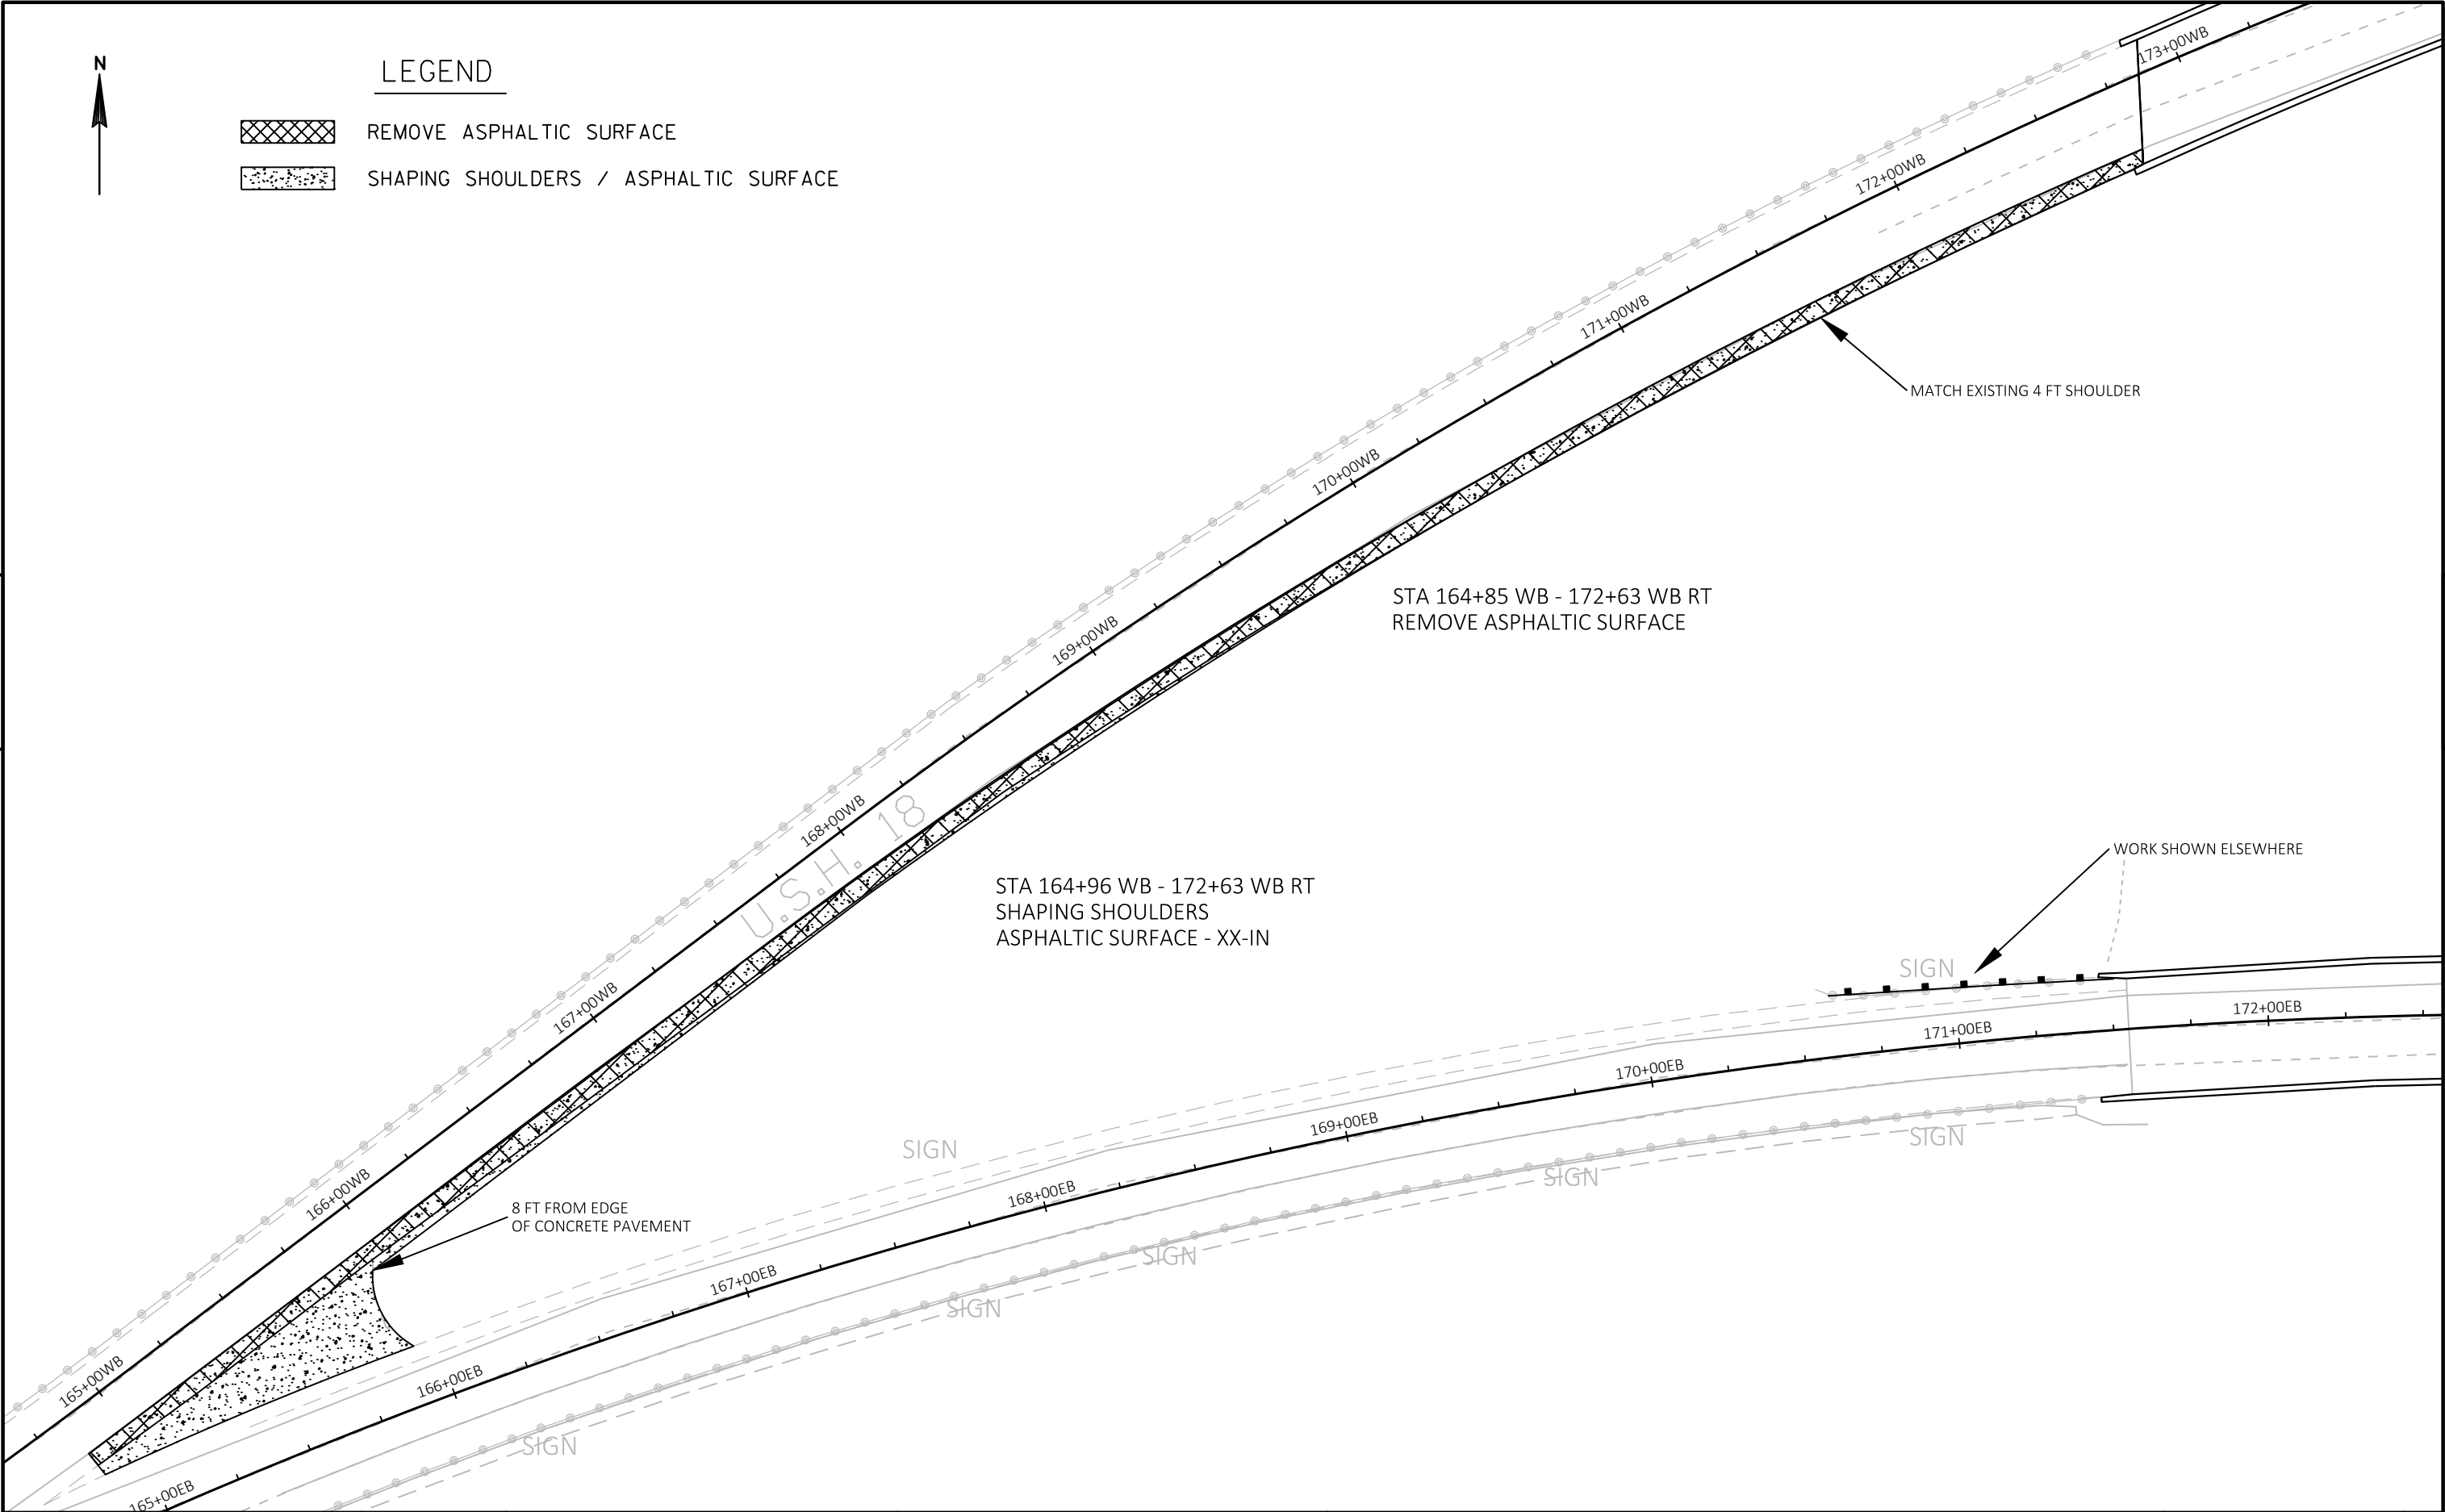 N
LEGEND
REMOVE ASPHALTIC SURFACE
SHAPING SHOULDERS / ASPHALTIC SURFACE
173+00WB
172+00WB
171+00WB
MATCH EXISTING 4 FT SHOULDER
170+00WB
STA 164+85 WB - 172+63 WB RT
REMOVE ASPHALTIC SURFACE
169+00WB
168+00WB
U.S.H. 18
STA 164+96 WB - 172+63 WB RT
SHAPING SHOULDERS
ASPHALTIC SURFACE - XX-IN
WORK SHOWN ELSEWHERE
SIGN
167+00WB
172+00EB
171+00EB
170+00EB
169+00EB
SIGN
SIGN
SIGN
166+00WB
168+00EB
8 FT FROM EDGE
OF CONCRETE PAVEMENT
SIGN
167+00EB
SIGN
165+00WB
166+00EB
SIGN
165+00EB